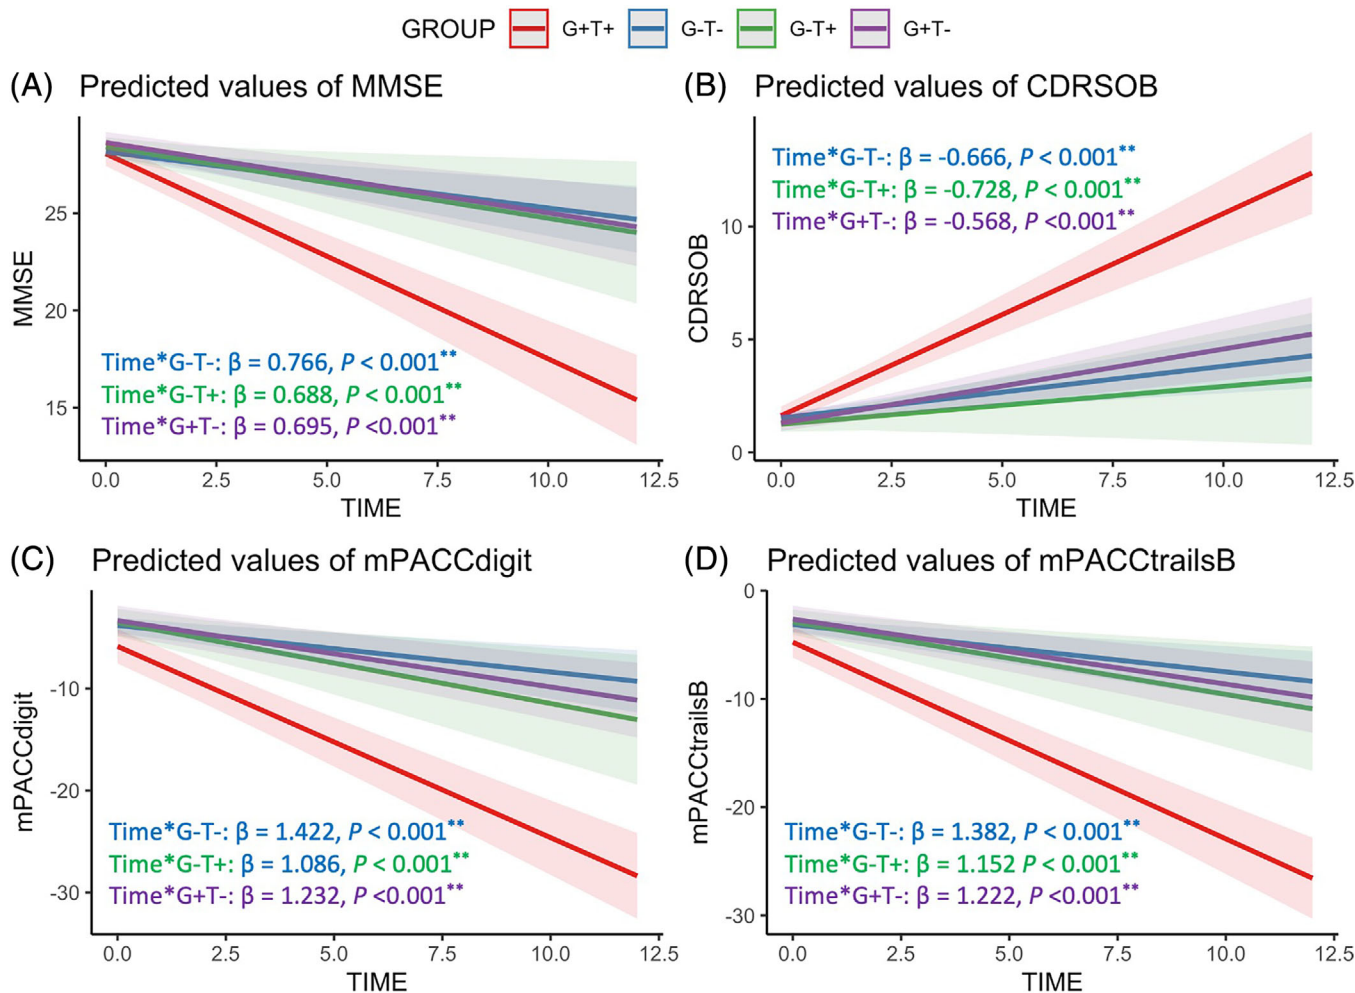 GROUP G+T+ G-T- G-T+ G+T-
(A) Predicted values of MMSE
MMSE
25
20
15
Time*G-T-: β = 0.766, P < 0.001**
Time*G-T+: β = 0.688, P < 0.001**
Time*G+T-: β = 0.695, P <0.001**
0.0 2.5 5.0 7.5 10.0 12.5
TIME
(B) Predicted values of CDRSOB
Time*G-T-: β = -0.666, P < 0.001**
Time*G-T+: β = -0.728, P < 0.001**
Time*G+T-: β = -0.568, P <0.001**
CDRSOB
10
5
0
0.0 2.5 5.0 7.5 10.0 12.5
TIME
(C) Predicted values of mPACCdigit
mPACCdigit
-10
-20
-30
Time*G-T-: β = 1.422, P < 0.001**
Time*G-T+: β = 1.086, P < 0.001**
Time*G+T-: β = 1.232, P <0.001**
0.0 2.5 5.0 7.5 10.0 12.5
TIME
(D) Predicted values of mPACCtrailsB
mPACCtrailsB
0
-10
-20
-30
Time*G-T-: β = 1.382, P < 0.001**
Time*G-T+: β = 1.152 P < 0.001**
Time*G+T-: β = 1.222, P <0.001**
0.0 2.5 5.0 7.5 10.0 12.5
TIME